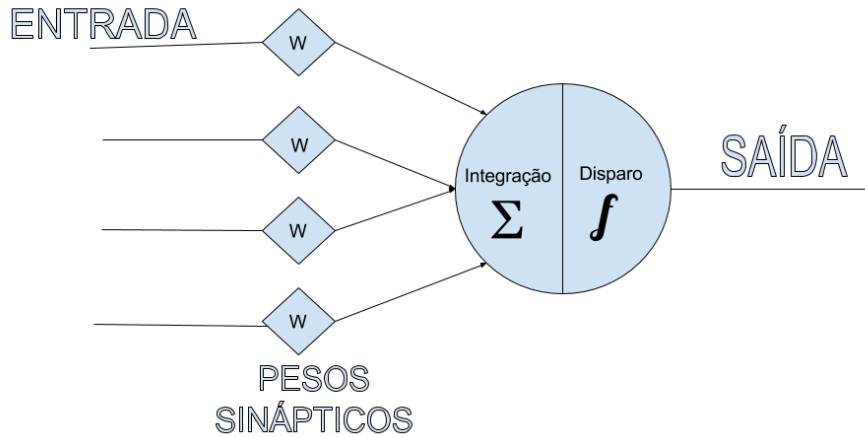 ENTRADA
W
W
W
W
Integração
Σ
Disparo
f
SAÍDA
PESOS
SINÁPTICOS